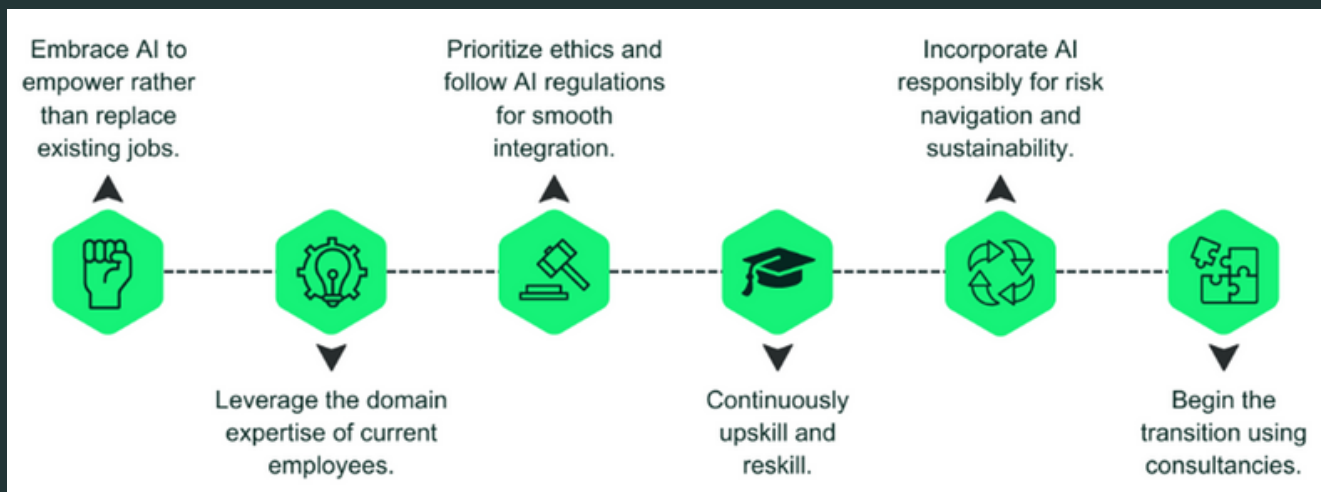 Embrace AI to
empower rather
than replace
existing jobs.
Leverage the domain
expertise of current
employees.
Prioritize ethics and
follow AI regulations
for smooth
integration.
Continuously
upskill and
reskill.
Incorporate AI
responsibly for risk
navigation and
sustainability.
Begin the
transition using
consultancies.